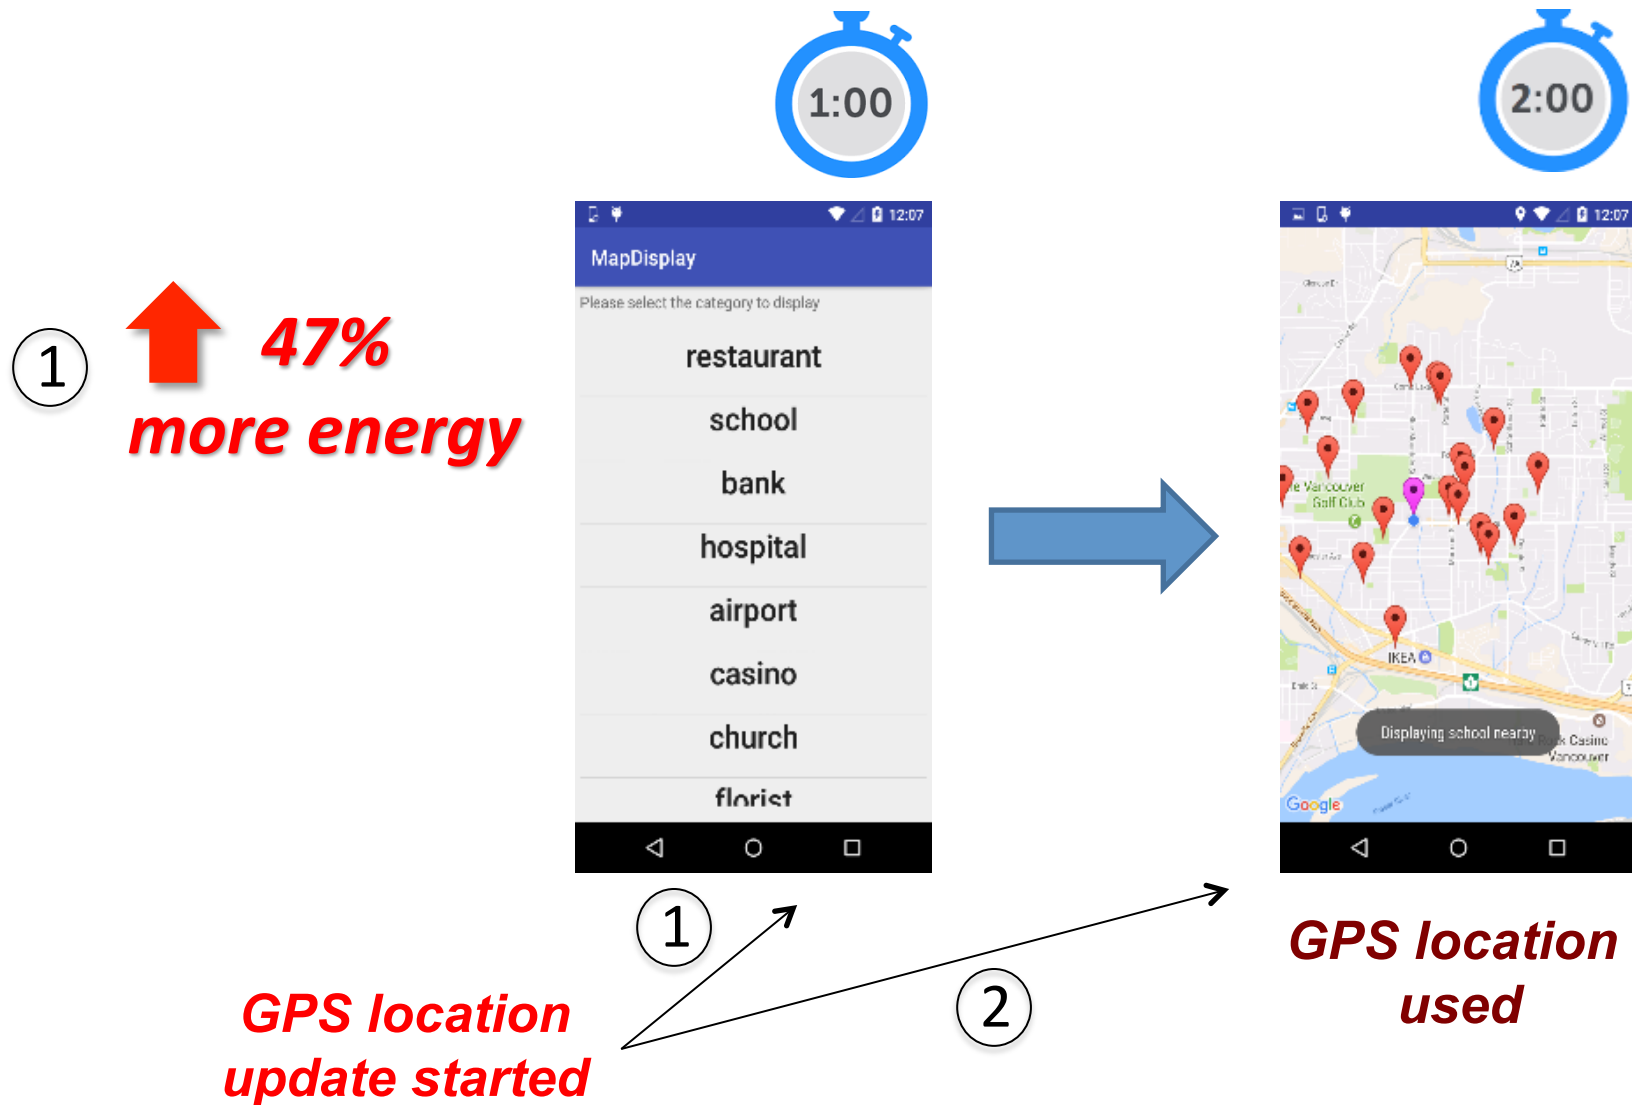 1:00
2:00
12:07
MapDisplay
Please select the category to display
restaurant
school
bank
hospital
airport
casino
church
florist
1
47%
more energy
12:07
7A
Vancouver
Golf Club
IKEA
1
Displaying school nearby
Casino
Vancouver
Google
1
2
GPS location
update started
GPS location
used